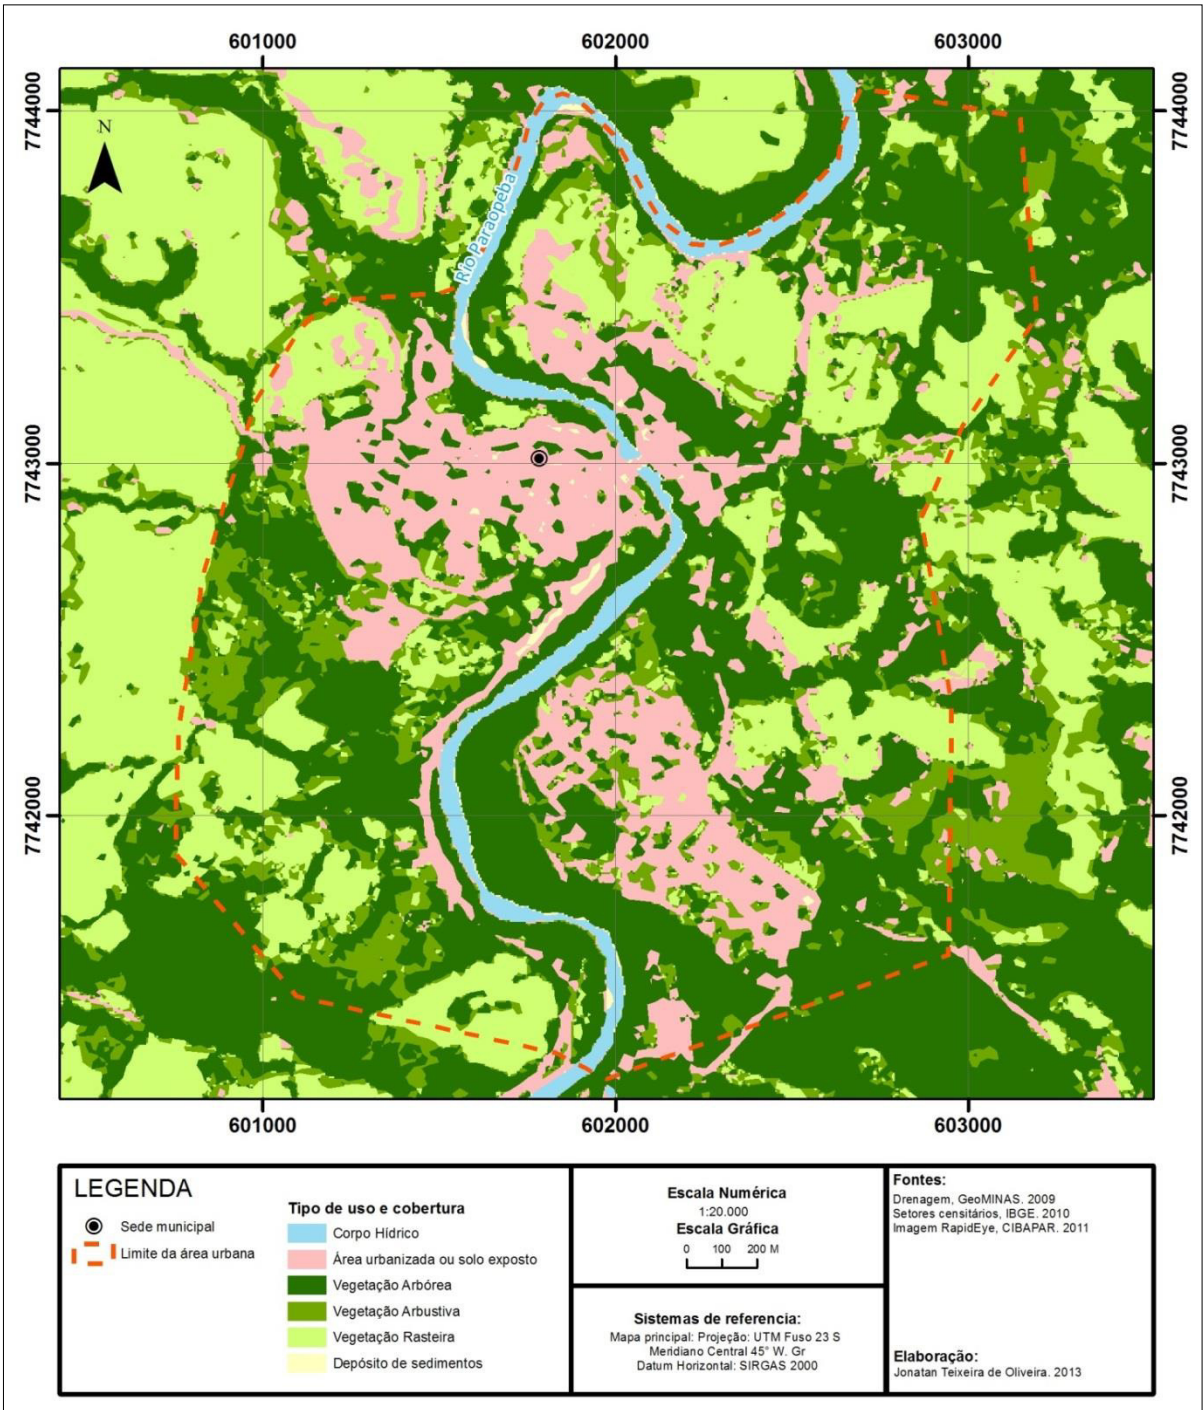 601000 602000 603000
7744000 7744000
N
Rio Paraopeba
7743000 7743000
7742000 7742000
601000 602000 603000
LEGENDA
Sede municipal
Limite da área urbana
Tipo de uso e cobertura
Corpo Hídrico
Área urbanizada ou solo exposto
Vegetação Arbórea
Vegetação Arbustiva
Vegetação Rasteira
Depósito de sedimentos
Escala Numérica
1:20.000
Escala Gráfica
0 100 200 M
Sistemas de referencia:
Mapa principal: Projeção: UTM Fuso 23 S
Meridiano Central 45° W. Gr
Datum Horizontal: SIRGAS 2000
Fontes:
Drenagem, GeoMINAS. 2009
Setores censitários, IBGE. 2010
Imagem RapidEye, CIBAPAR. 2011
Elaboração:
Jonatan Teixeira de Oliveira. 2013